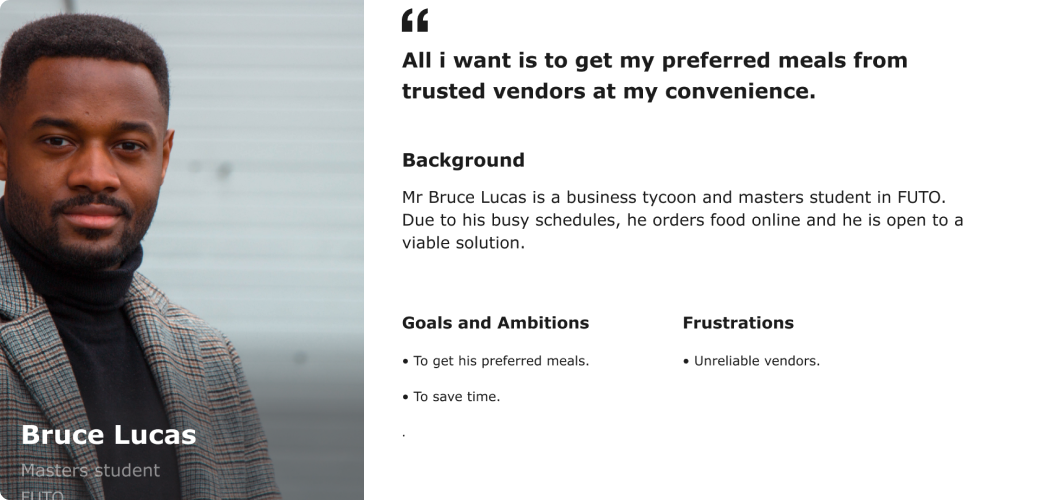 “
All i want is to get my preferred meals from
trusted vendors at my convenience.
Background
Mr Bruce Lucas is a business tycoon and masters student in FUTO.
Due to his busy schedules, he orders food online and he is open to a
viable solution.
Goals and Ambitions
• To get his preferred meals.
• To save time.
.
Frustrations
• Unreliable vendors.
Bruce Lucas
Masters student
FUTO